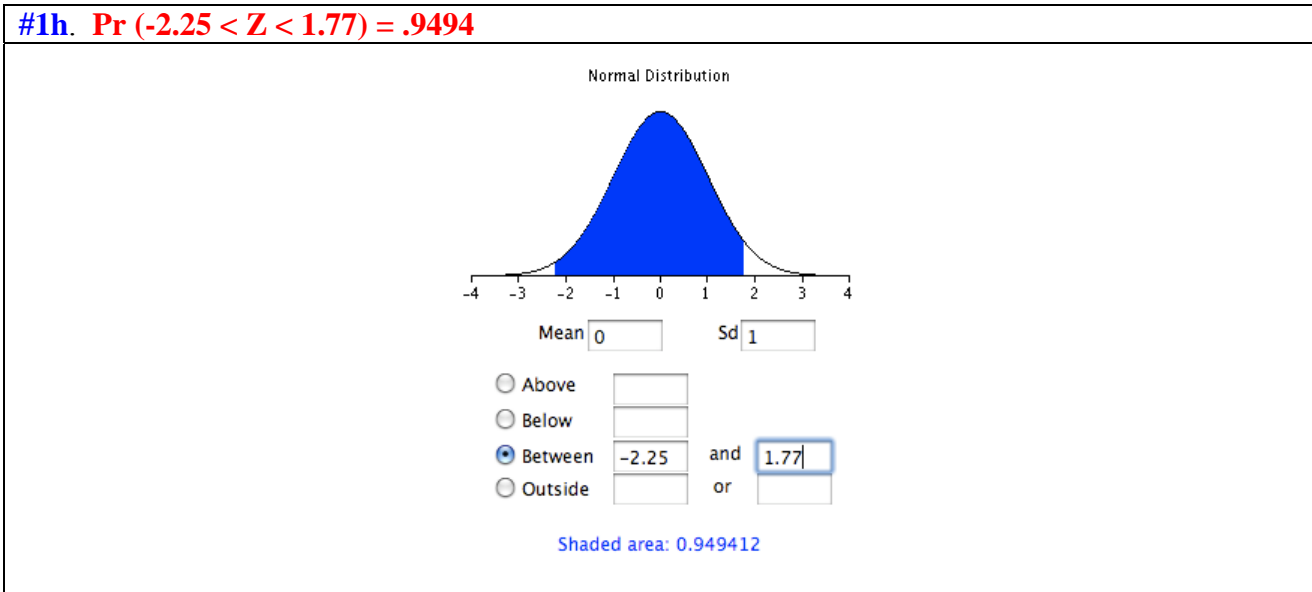 #1h. Pr (-2.25 < Z < 1.77) = .9494
Normal Distribution
-4 -3 -2 -1 0 1 2 3 4
Mean 0 Sd 1
Above
Below
Between -2.25 and 1.77
Outside or
Shaded area: 0.949412